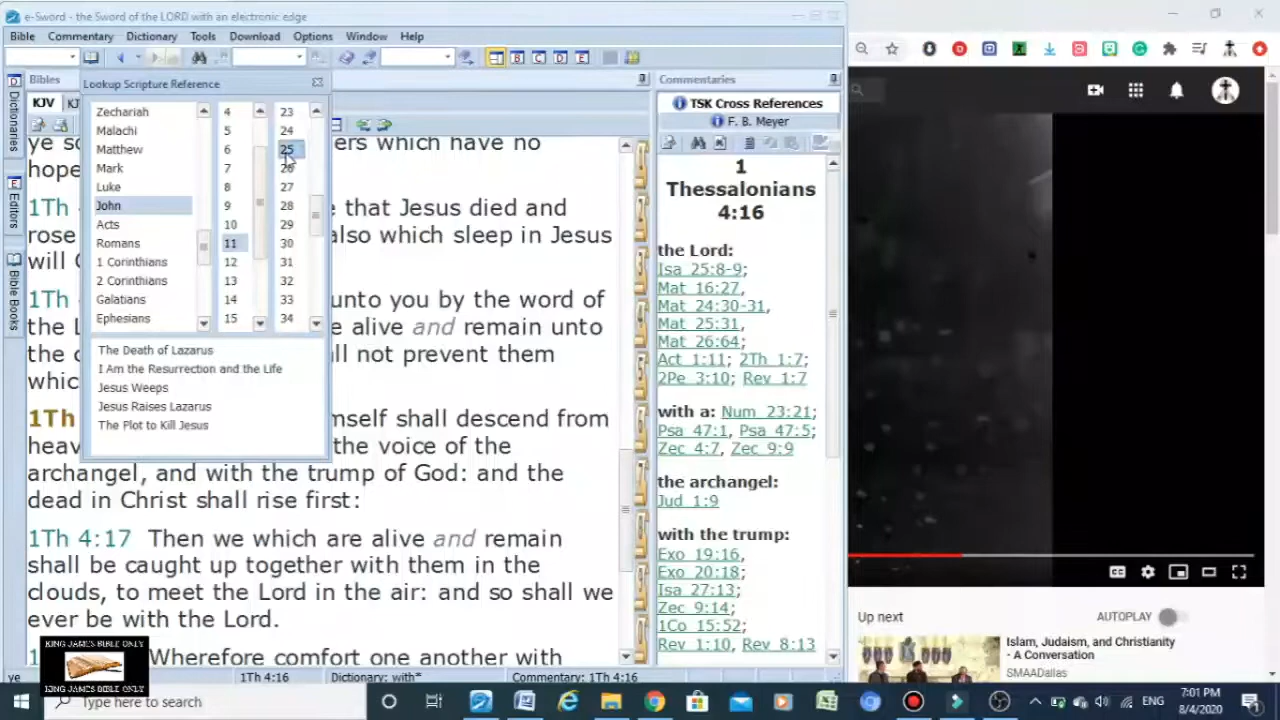 e-Sword - the Sword of the LORD with an electronic edge
Bible Commentary Dictionary Tools Download Options Window Help
B C D E
Bibles
Commentaries
Dictionaries
Editors
Bible Books
Lookup Scripture Reference
KJV
Zechariah 4 23
Malachi 5 24
Matthew 6 25
Mark 7 26
Luke 8 27
John 9 28
Acts 10 29
Romans 11 30
1 Corinthians 12 31
2 Corinthians 13 32
Galatians 14 33
Ephesians 15 34
The Death of Lazarus
I Am the Resurrection and the Life
Jesus Weeps
Jesus Raises Lazarus
The Plot to Kill Jesus
ye so ers which have no
hope
1Th e that Jesus died and
rose also which sleep in Jesus
will
1Th unto you by the word of
the L e alive and remain unto
the c ll not prevent them
whic
1Th mself shall descend from
heav the voice of the
archangel, and with the trump of God: and the
dead in Christ shall rise first:
1Th 4:17 Then we which are alive and remain
shall be caught up together with them in the
clouds, to meet the Lord in the air: and so shall we
ever be with the Lord.
Wherefore comfort one another with
TSK Cross References
F. B. Meyer
1
Thessalonians
4:16
the Lord:
Isa 25:8-9;
Mat 16:27,
Mat 24:30-31,
Mat 25:31,
Mat 26:64;
Act 1:11; 2Th 1:7;
2Pe 3:10; Rev 1:7
with a: Num 23:21;
Psa 47:1, Psa 47:5;
Zec 4:7, Zec 9:9
the archangel:
Jud 1:9
with the trump:
Exo 19:16,
Exo 20:18;
Isa 27:13;
Zec 9:14;
1Co 15:52;
Rev 1:10, Rev 8:13
Up next
AUTOPLAY
Islam, Judaism, and Christianity
- A Conversation
SMAADallas
KING JAMES BIBLE ONLY
KING JAMES BIBLE ONLY
ye
1Th 4:16
Dictionary: with*
Commentary: 1Th 4:16
Type here to search
ENG
7:01 PM
8/4/2020
1